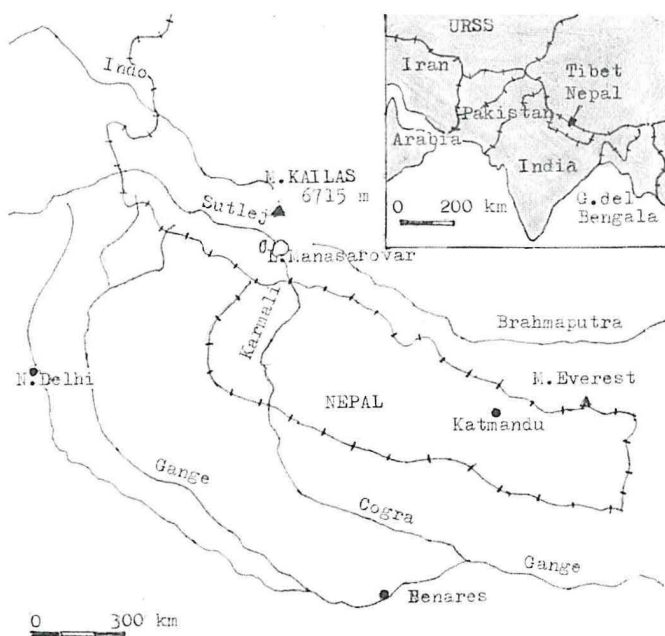 URSS
Iran
Tibet
Nepal
Pakistan
Arabia
India
G.del
Bengala
0 200 km
Indo
M.KAILAS
6715 m
Sutlej
L.Manasarovar
Karmali
Brahmaputra
N.Delhi
M.Everest
NEPAL
Katmandu
Gange
Cogra
Gange
Benares
0 300 km